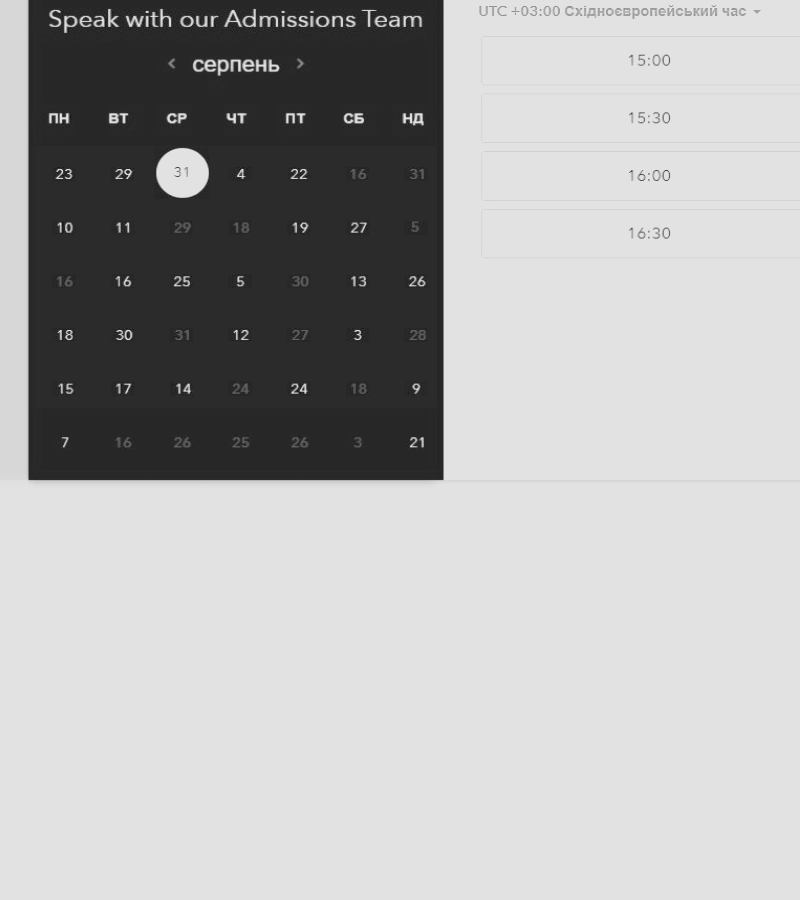 Speak with our Admissions Team
серпень
ПН ВТ СР ЧТ ПТ СБ НД
23 29 31 4 22 16 31
10 11 29 18 19 27 5
16 16 25 5 30 13 26
18 30 31 12 27 3 28
15 17 14 24 24 18 9
7 16 26 25 26 3 21
UTC +03:00 Східноєвропейський час
15:00
15:30
16:00
16:30